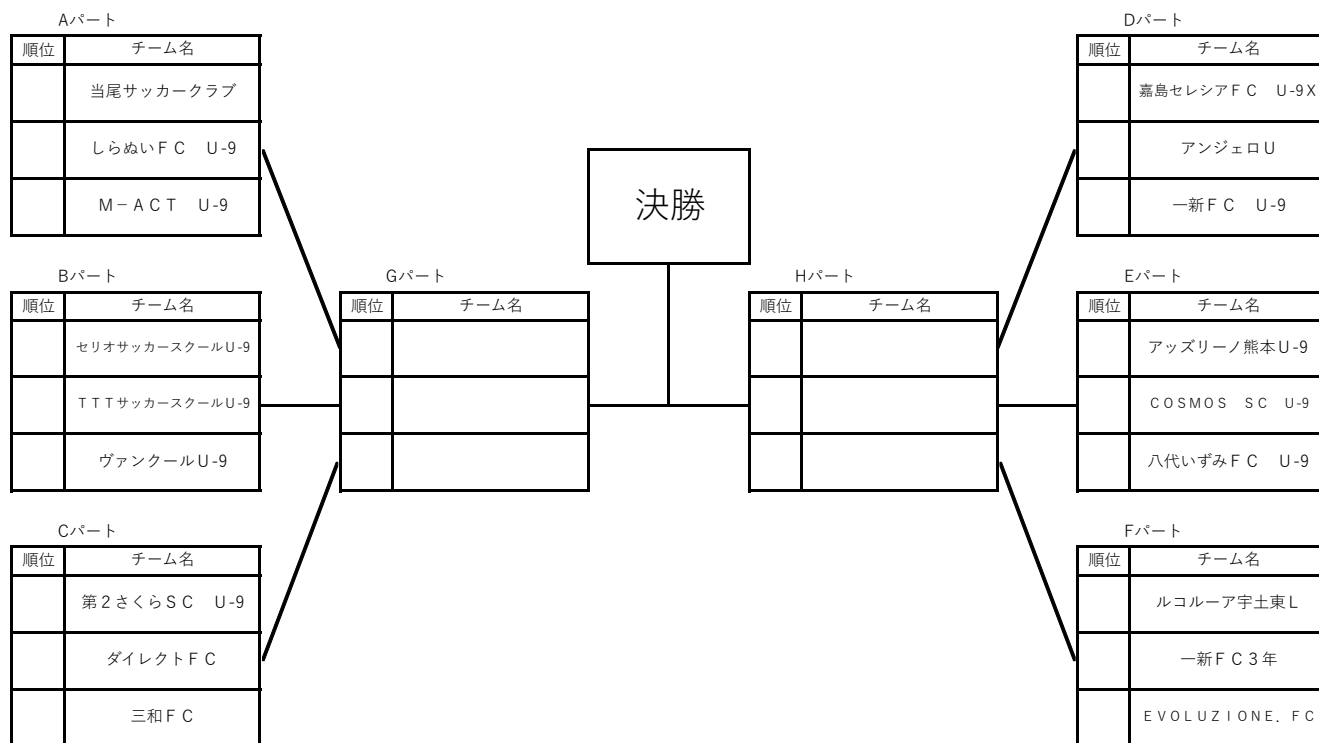 Aパート
順位 チーム名
当尾サッカークラブ
しらぬいＦＣ　U-9
Ｍ－ＡＣＴ　U-9
Bパート
順位 チーム名
セリオサッカースクールU-9
ＴＴＴサッカースクールU-9
ヴァンクールU-9
Cパート
順位 チーム名
第２さくらＳＣ　U-9
ダイレクトＦＣ
三和ＦＣ
Gパート
順位 チーム名
決勝
Hパート
順位 チーム名
Dパート
順位 チーム名
嘉島セレシアＦＣ　U-9X
アンジェロU
一新ＦＣ　U-9
Eパート
順位 チーム名
アッズリーノ熊本U-9
ＣＯＳＭＯＳ　ＳＣ　U-9
八代いずみＦＣ　U-9
Fパート
順位 チーム名
ルコルーア宇土東Ｌ
一新ＦＣ３年
ＥＶＯＬＵＺＩＯＮＥ．ＦＣ